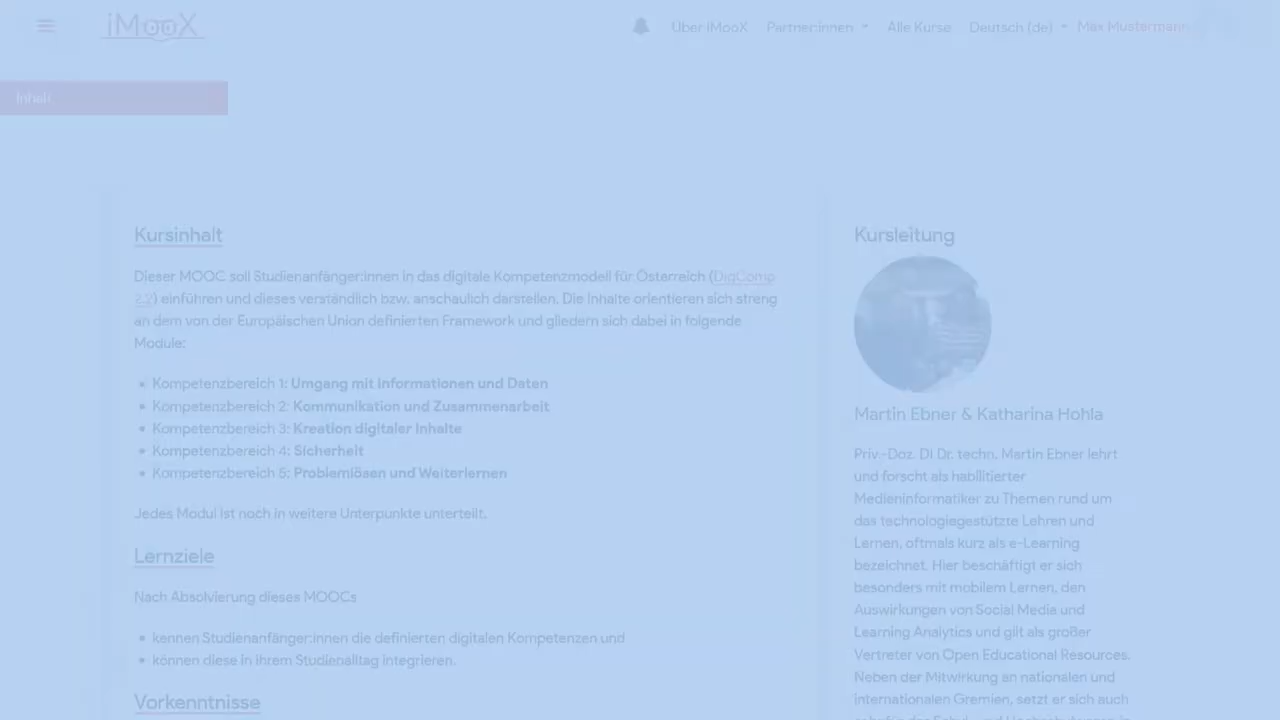 iMooX
Über iMooX Partner:innen Alle Kurse Deutsch (de) Max Mustermann
Inhalt
Kursinhalt
Dieser MOOC soll Studienanfänger:innen in das digitale Kompetenzmodell für Österreich (DigComp
2.2) einführen und dieses verständlich bzw. anschaulich darstellen. Die Inhalte orientieren sich streng
an dem von der Europäischen Union definierten Framework und gliedern sich dabei in folgende
Module:
• Kompetenzbereich 1: Umgang mit Informationen und Daten
• Kompetenzbereich 2: Kommunikation und Zusammenarbeit
• Kompetenzbereich 3: Kreation digitaler Inhalte
• Kompetenzbereich 4: Sicherheit
• Kompetenzbereich 5: Problemlösen und Weiterlernen
Jedes Modul ist noch in weitere Unterpunkte unterteilt.
Lernziele
Nach Absolvierung dieses MOOCs
• kennen Studienanfänger:innen die definierten digitalen Kompetenzen und
• können diese in ihrem Studienalltag integrieren.
Vorkenntnisse
Kursleitung
Martin Ebner & Katharina Hohla
Priv.-Doz. DI Dr. techn. Martin Ebner lehrt
und forscht als habilitierter
Medieninformatiker zu Themen rund um
das technologiegestützte Lehren und
Lernen, oftmals kurz als e-Learning
bezeichnet. Hier beschäftigt er sich
besonders mit mobilem Lernen, den
Auswirkungen von Social Media und
Learning Analytics und gilt als großer
Vertreter von Open Educational Resources.
Neben der Mitwirkung an nationalen und
internationalen Gremien, setzt er sich auch